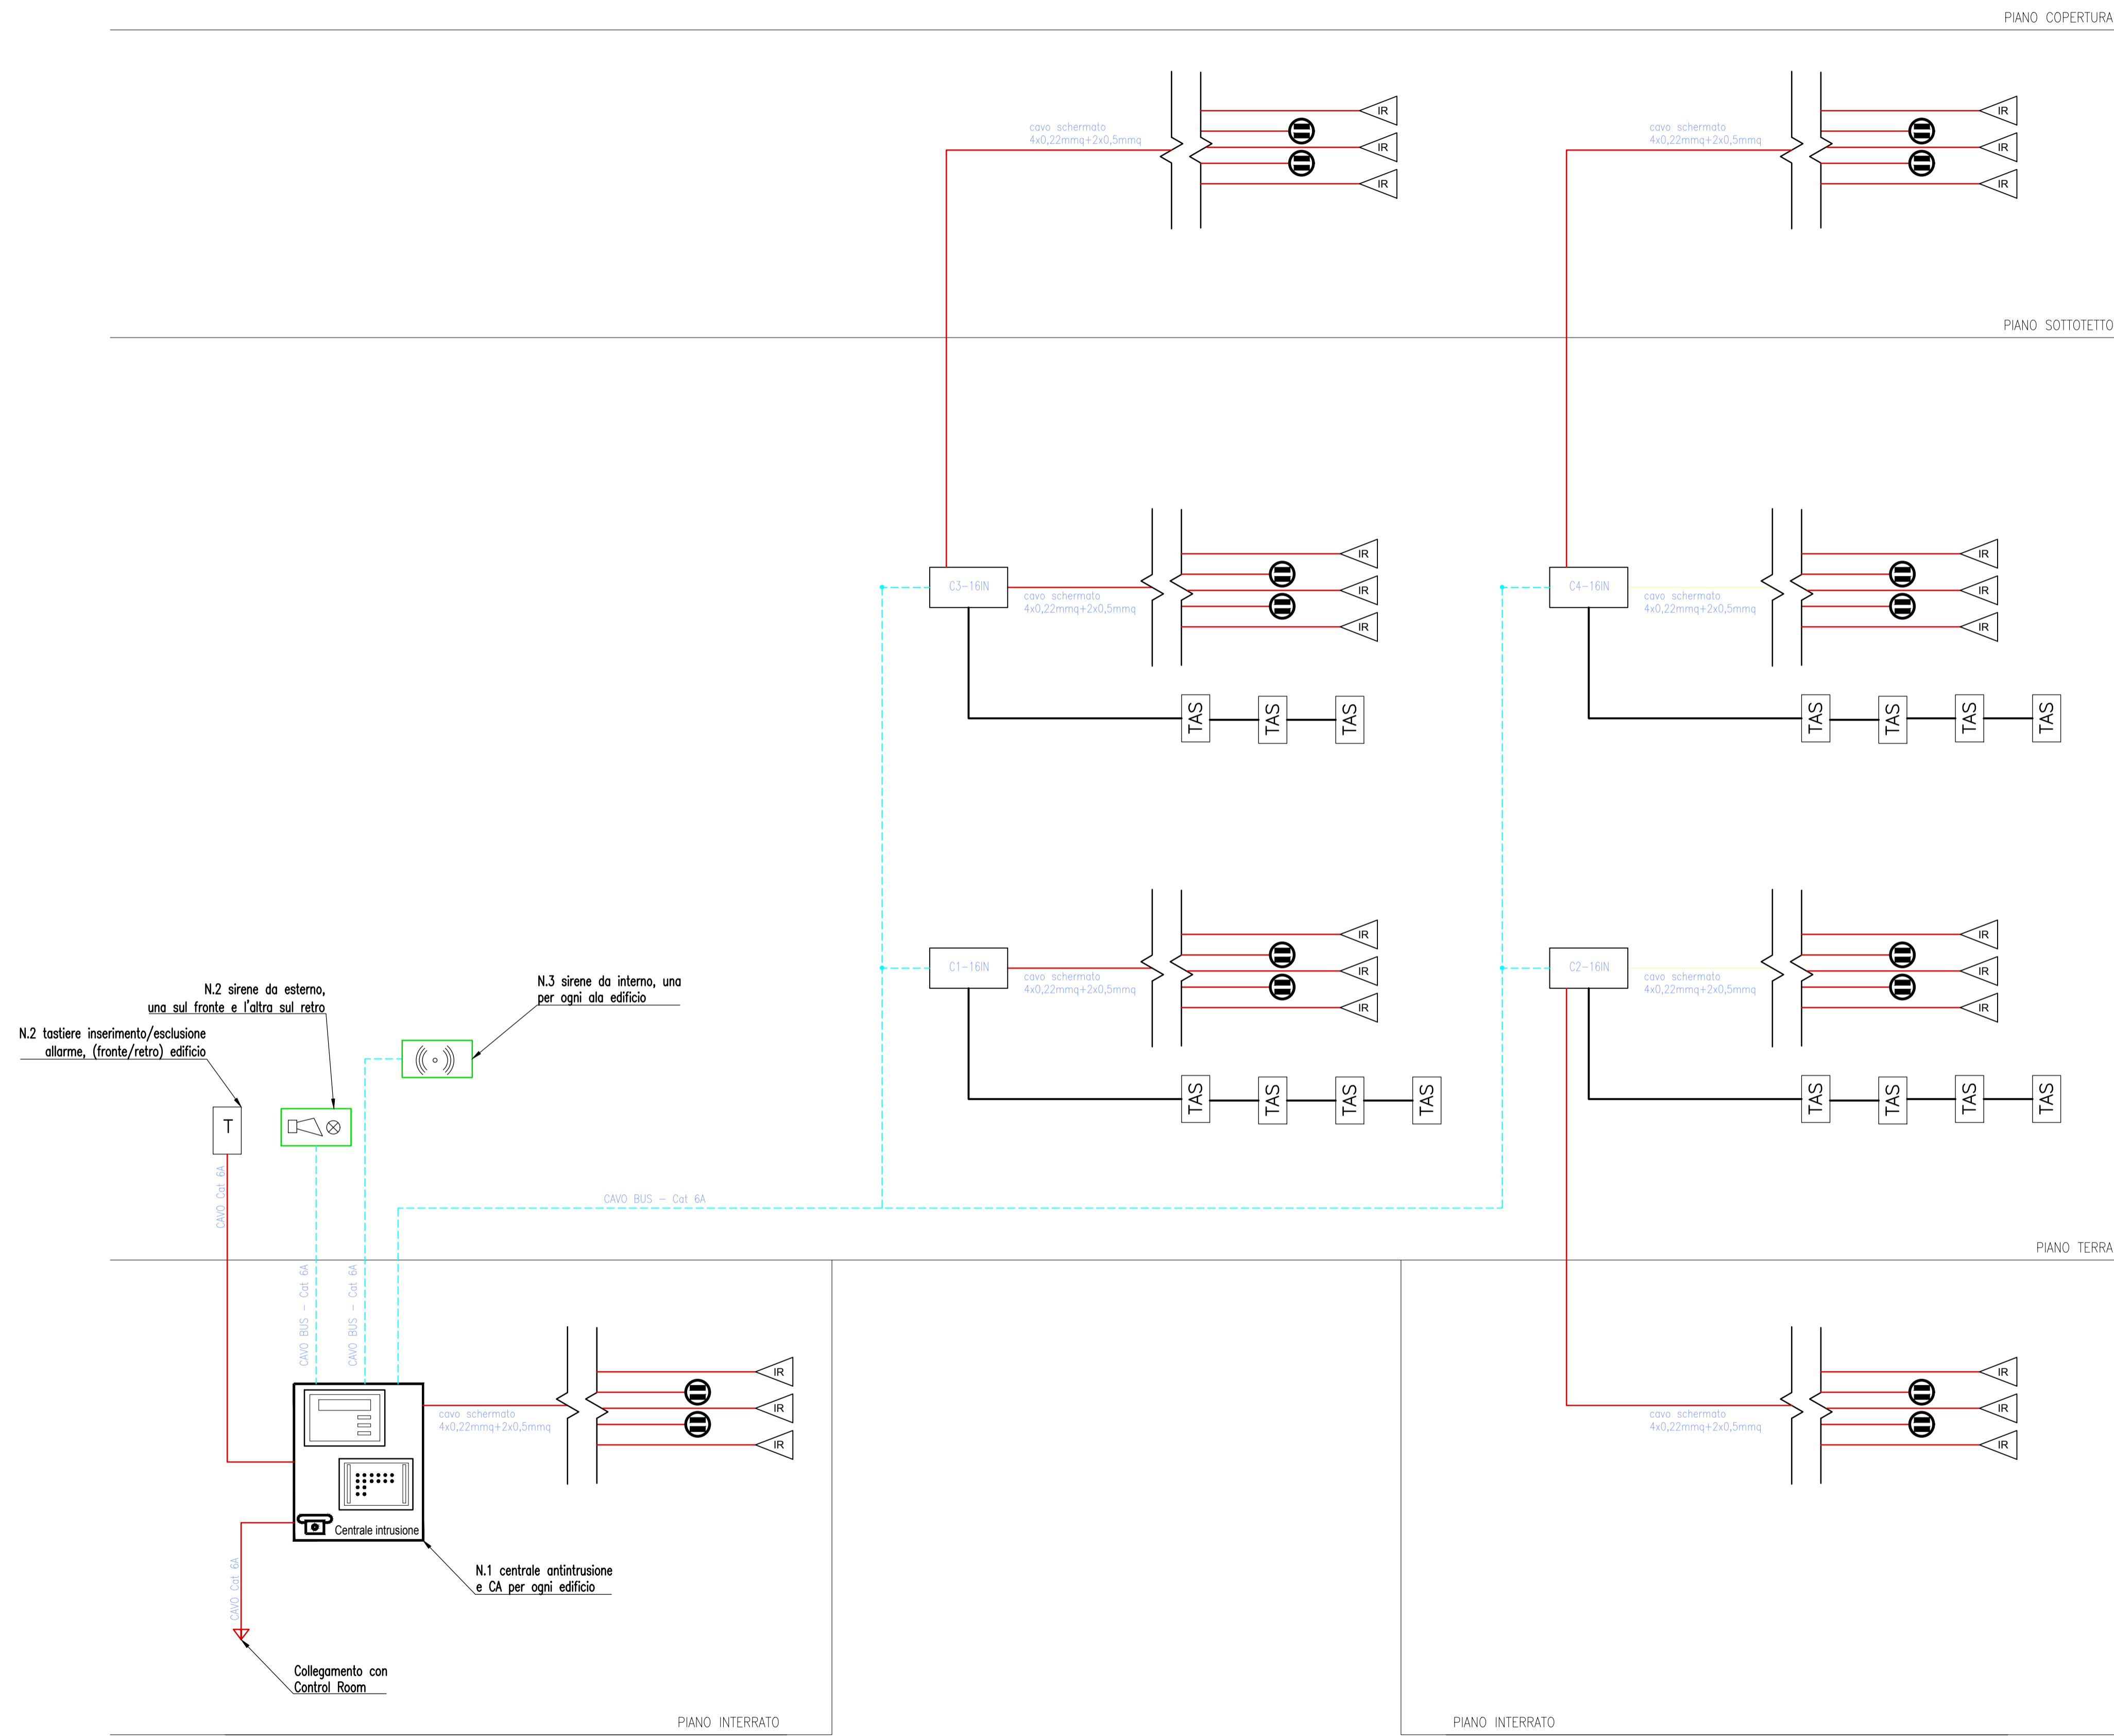 PIANO COPERTURA
cavo schermato
4x0,22mmq+2x0,5mmq
IR
IR
IR
cavo schermato
4x0,22mmq+2x0,5mmq
IR
IR
IR
PIANO SOTTOTETTO
C3-16IN
cavo schermato
4x0,22mmq+2x0,5mmq
IR
IR
IR
TAS
TAS
TAS
C4-16IN
cavo schermato
4x0,22mmq+2x0,5mmq
IR
IR
IR
TAS
TAS
TAS
TAS
C1-16IN
cavo schermato
4x0,22mmq+2x0,5mmq
IR
IR
IR
TAS
TAS
TAS
TAS
C2-16IN
cavo schermato
4x0,22mmq+2x0,5mmq
IR
IR
IR
TAS
TAS
TAS
TAS
N.2 sirene da esterno,
una sul fronte e l'altra sul retro
N.3 sirene da interno, una
per ogni ala edificio
N.2 tastiere inserimento/esclusione
allarme, (fronte/retro) edificio
T
CAVO Cat 6A
CAVO BUS - Cat 6A
PIANO TERRA
CAVO BUS - Cat 6A
CAVO BUS - Cat 6A
cavo schermato
4x0,22mmq+2x0,5mmq
IR
IR
IR
cavo schermato
4x0,22mmq+2x0,5mmq
IR
IR
IR
Centrale intrusione
N.1 centrale antintrusione
e CA per ogni edificio
CAVO Cat 6A
Collegamento con
Control Room
PIANO INTERRATO
PIANO INTERRATO